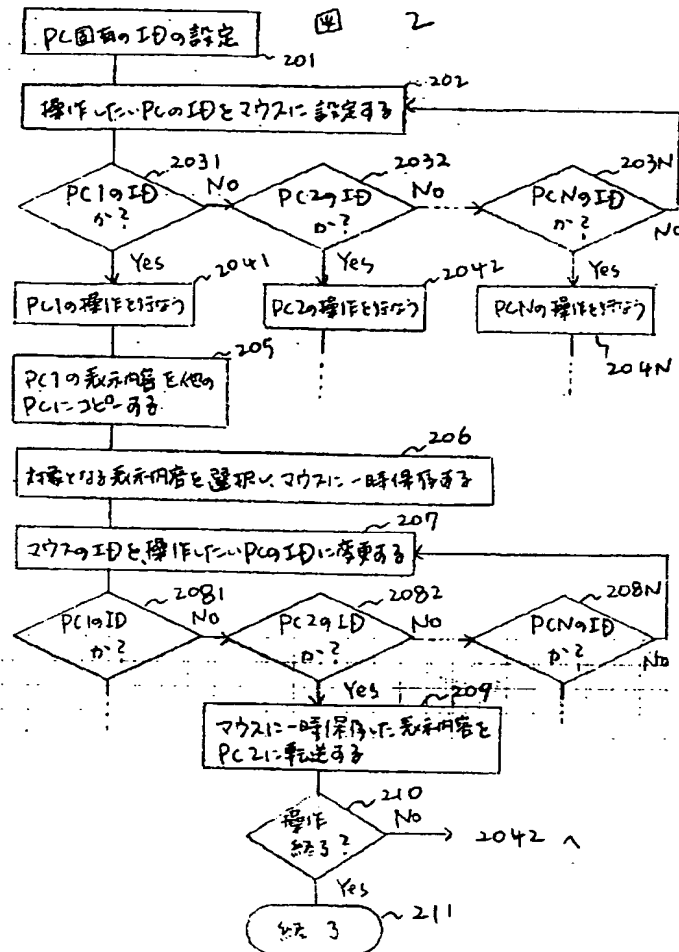 図 2
PC固有のIDの設定
201
202
操作したいPCのIDをマウスに設定する
2031
2032
203N
PC1のID
か?
No
PC2のID
か?
No
PCNのID
か?
No
Yes
Yes
Yes
2041
2042
PC1の操作を行なう
PC2の操作を行なう
PCNの操作を行なう
204N
205
PC1の表示内容を他の
PCにコピーする
206
対象となる表示内容を選択し、マウスに一時保存する
207
マウスのIDを、操作したいPCのIDに変更する
2081
2082
208N
PC1のID
か?
No
PC2のID
か?
No
PCNのID
か?
No
Yes
209
マウスに一時保存した表示内容を
PC2に転送する
210
操作
終了?
No
2042 へ
Yes
終了
211